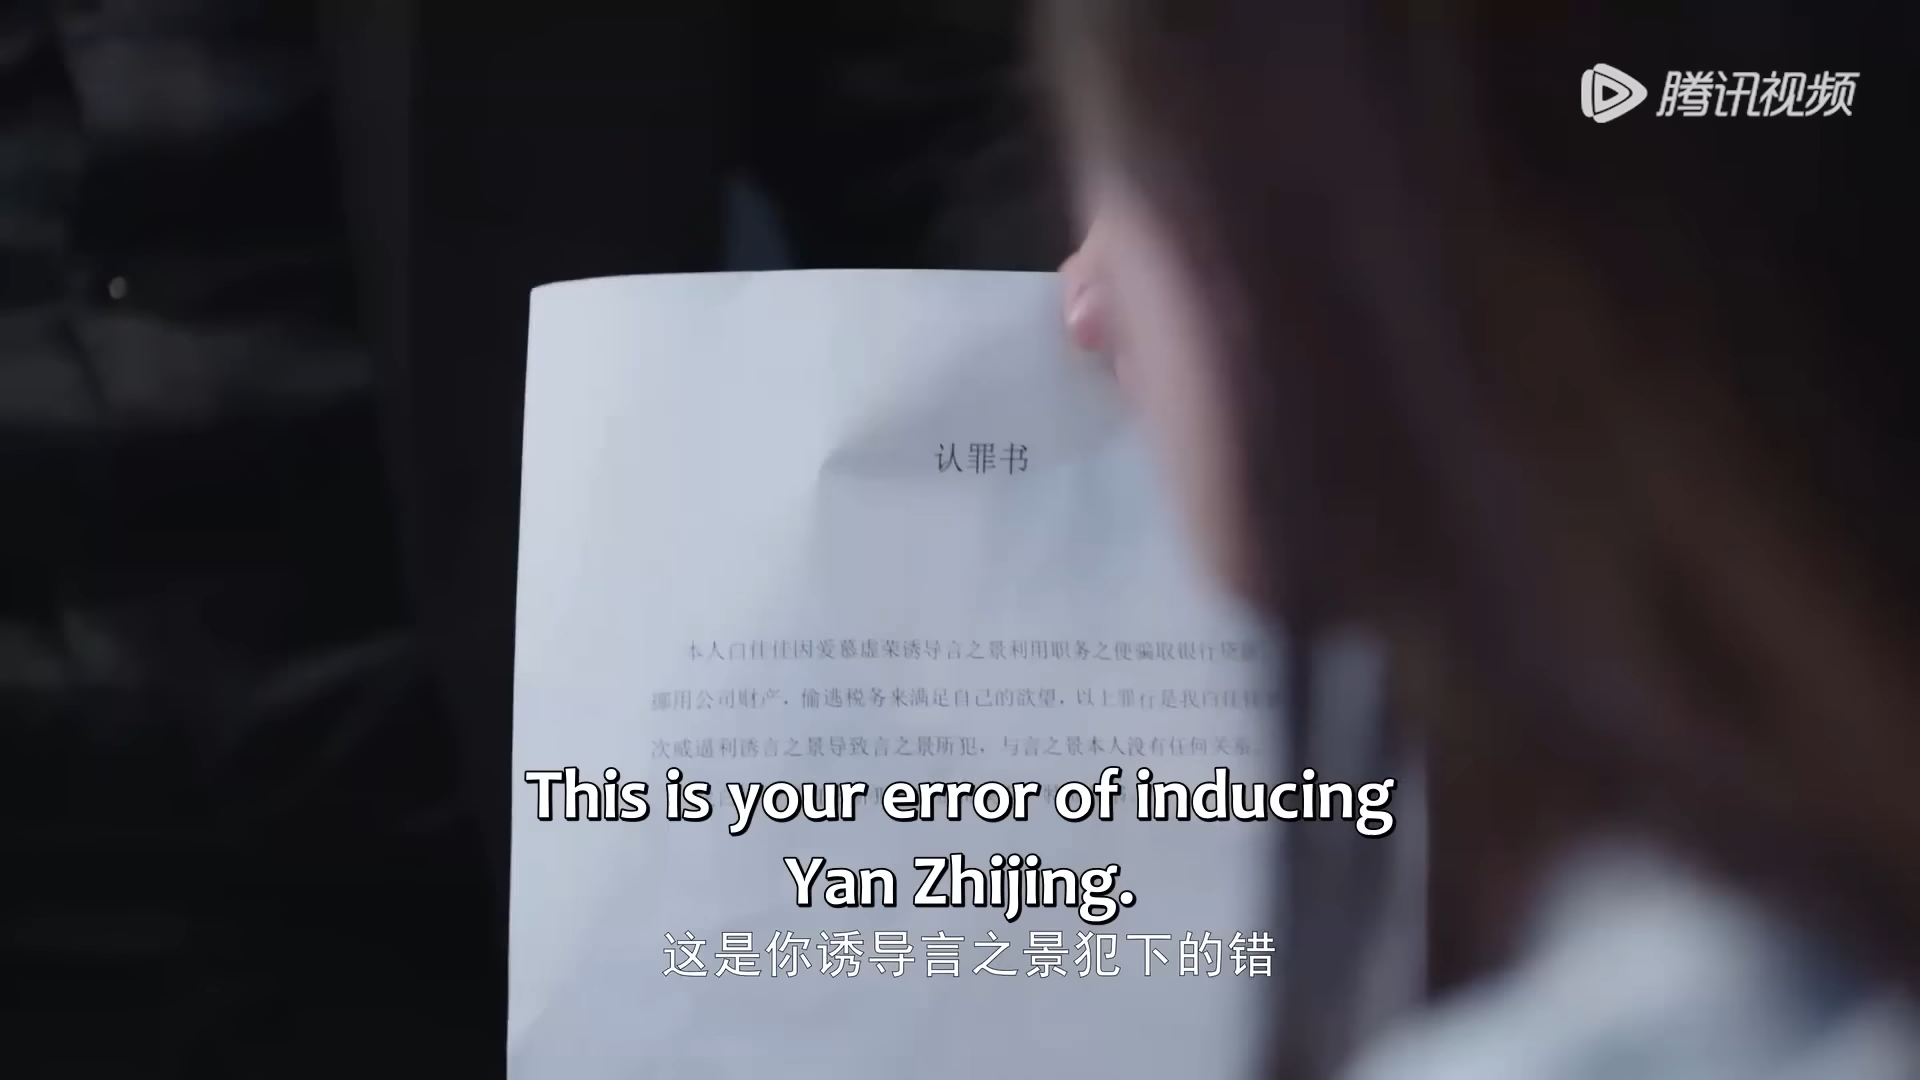 腾讯视频
认罪书
本人白佳佳因爱慕虚荣诱导言之景利用职务之便骗取银行
挪用公司财产，偷逃税务来满足自己的欲望，以上罪行是我白佳佳
次威逼利诱言之景导致言之景所犯，与言之景本人没有任何关系。
This is your error of inducing
Yan Zhijing.
这是你诱导言之景犯下的错